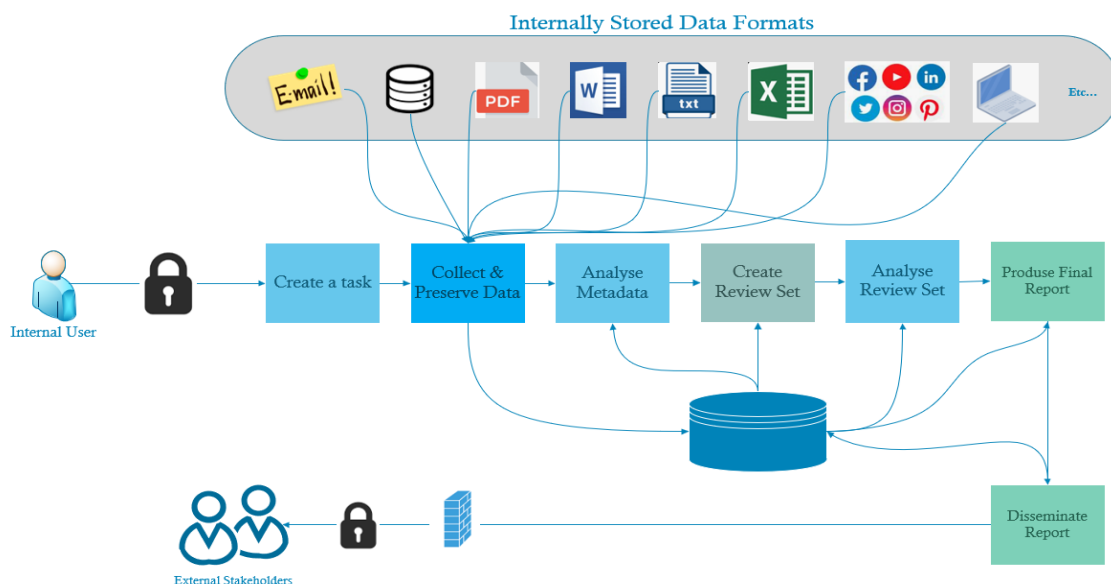 Internally Stored Data Formats
E-mail!
PDF
W
txt
X
in
Etc...
Create a task
Collect &
Preserve Data
Analyse
Metadata
Create
Review Set
Analyse
Review Set
Produse Final
Report
Internal User
Disseminate
Report
External Stakeholders